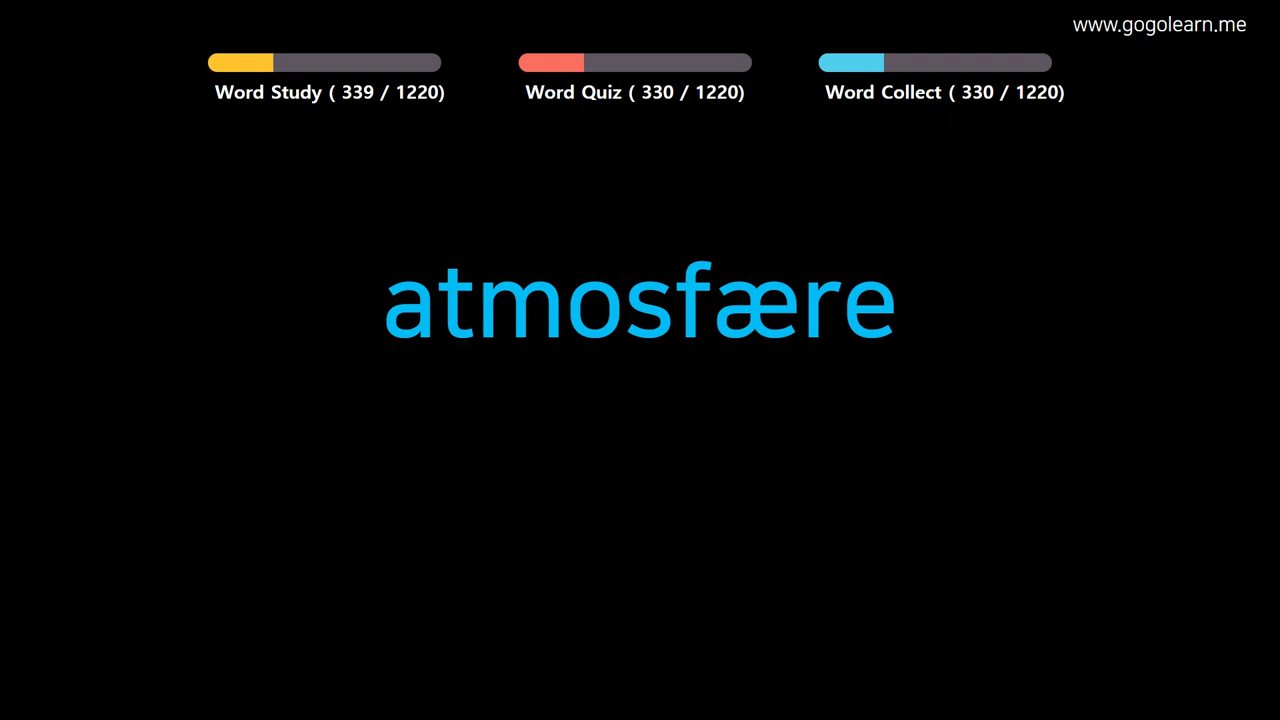 www.gogolearn.me
Word Study ( 339 / 1220)
Word Quiz ( 330 / 1220)
Word Collect ( 330 / 1220)
atmosfære